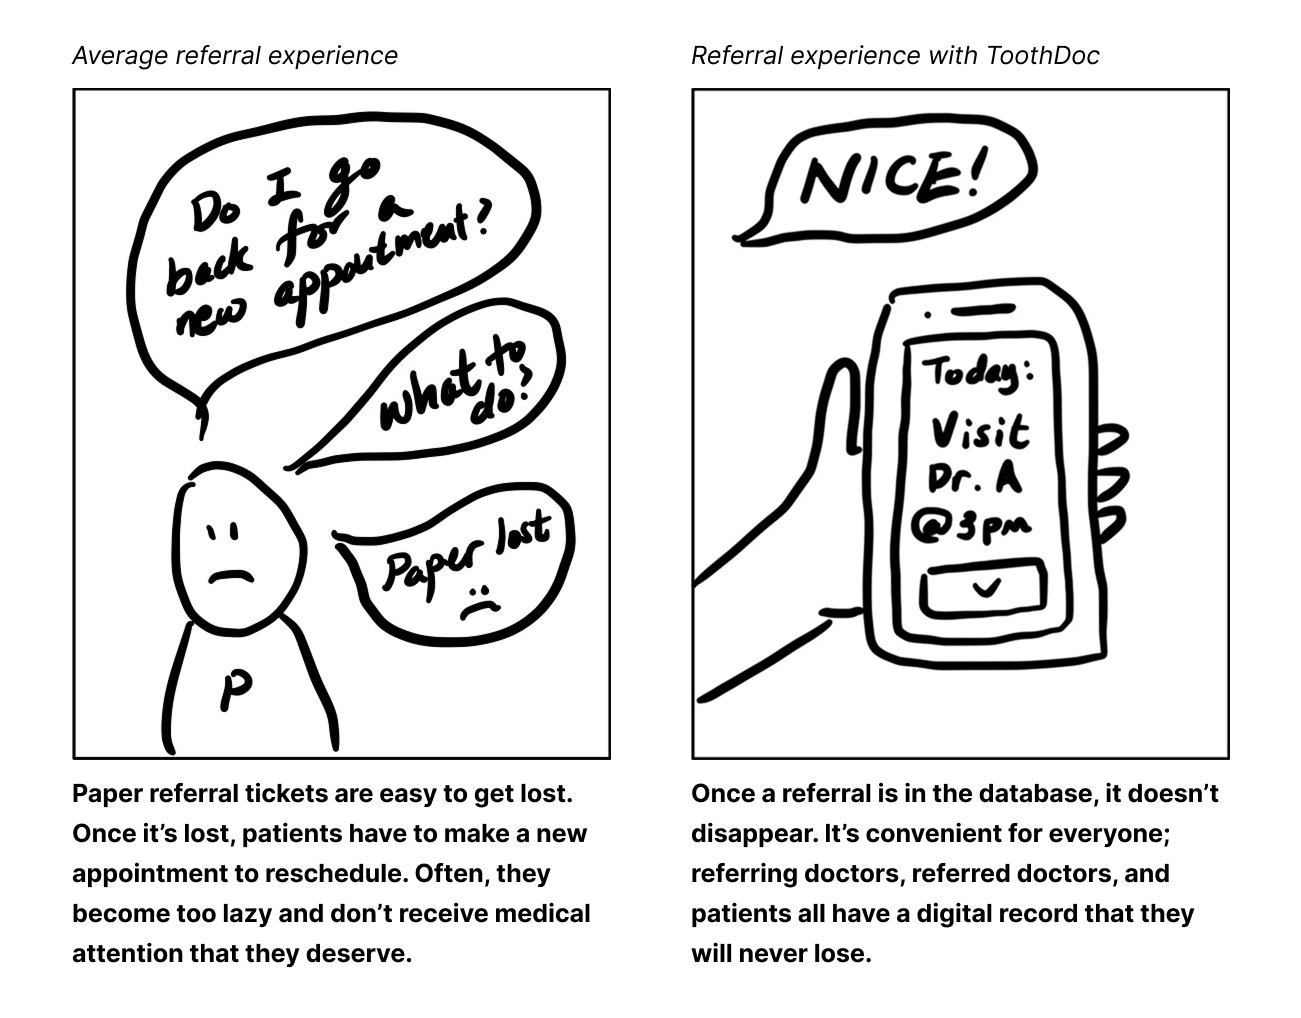 Average referral experience
Do I go
back for a
new appointment?
What to
do?
Paper lost
P
Paper referral tickets are easy to get lost.
Once it’s lost, patients have to make a new
appointment to reschedule. Often, they
become too lazy and don’t receive medical
attention that they deserve.
Referral experience with ToothDoc
NICE!
Today:
Visit
Dr. A
@3pm
Once a referral is in the database, it doesn’t
disappear. It’s convenient for everyone;
referring doctors, referred doctors, and
patients all have a digital record that they
will never lose.